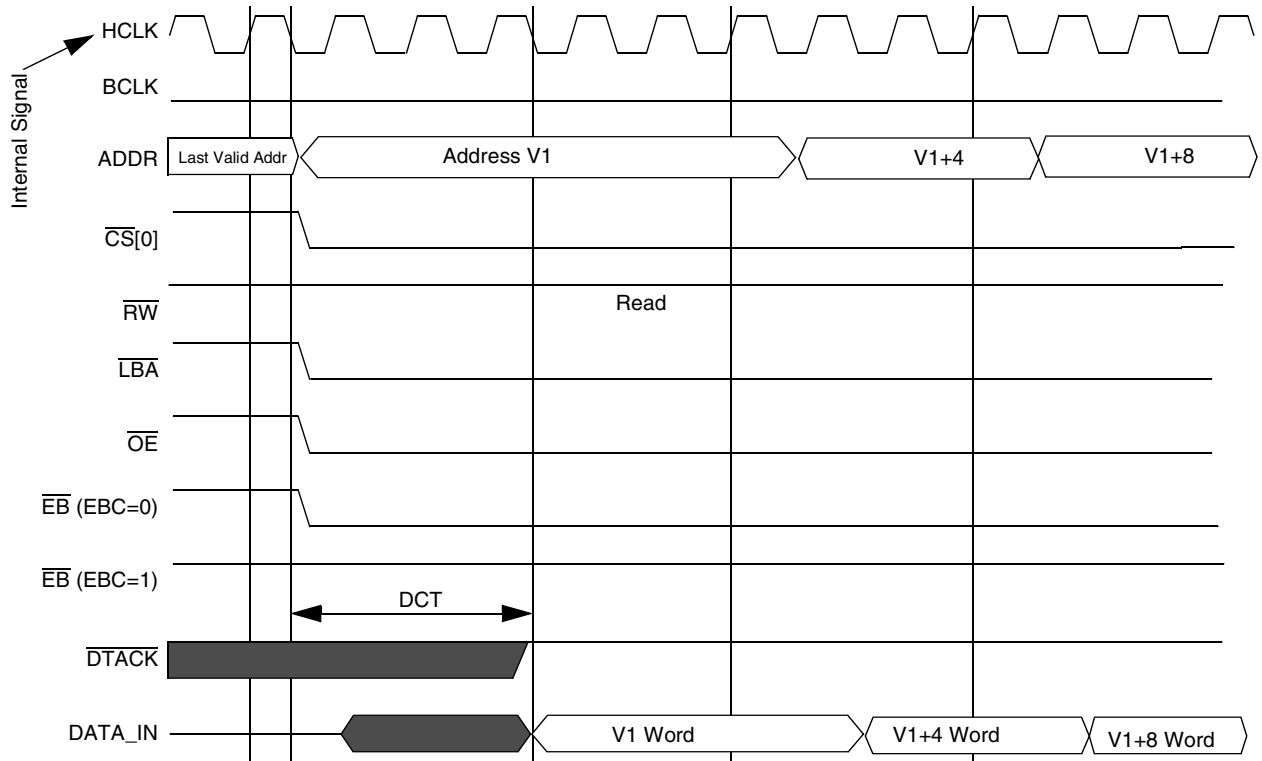 Internal Signal
HCLK
BCLK
ADDR Last Valid Addr Address V1 V1+4 V1+8
CS[0]
RW Read
LBA
OE
EB (EBC=0)
EB (EBC=1)
DCT
DTACK
DATA_IN V1 Word V1+4 Word V1+8 Word